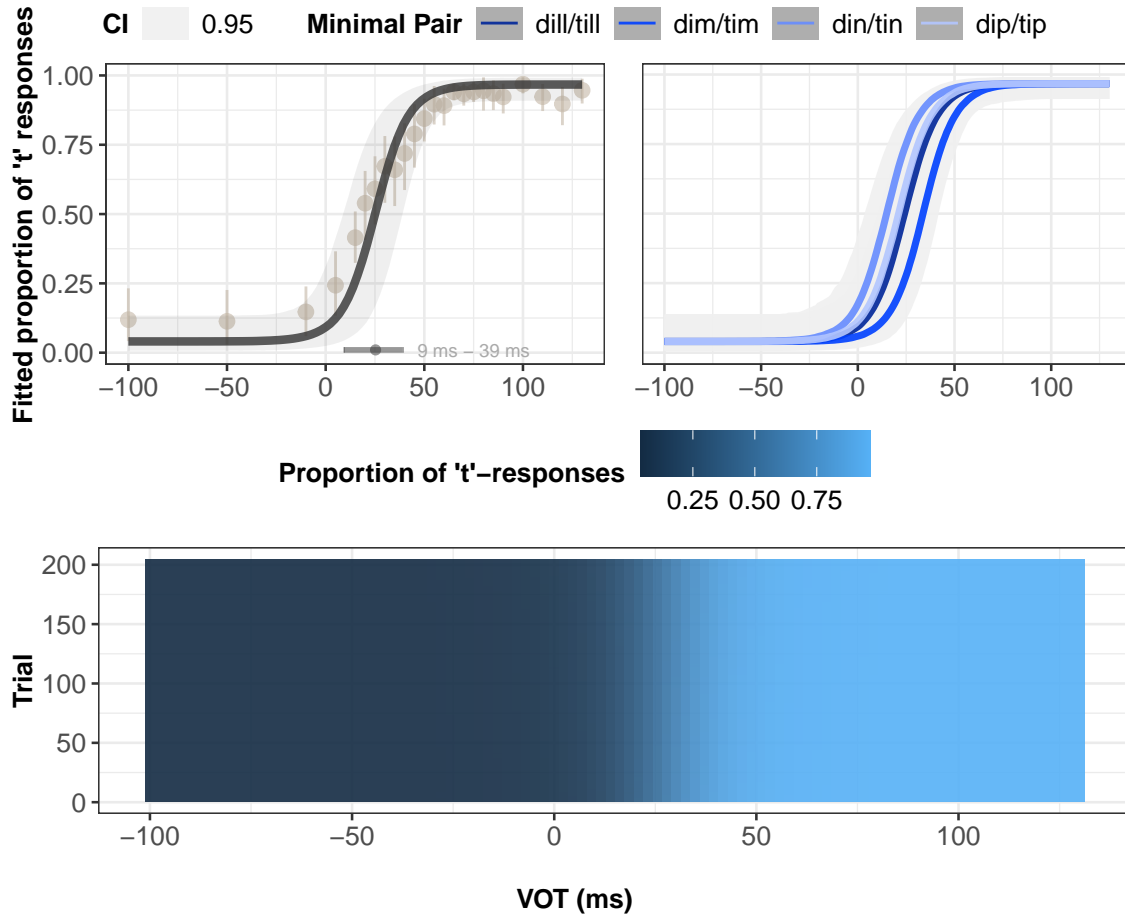 CI 0.95 Minimal Pair dill/till dim/tim din/tin dip/tip
Fitted proportion of 't' responses
1.00
0.75
0.50
0.25
0.00
9 ms – 39 ms
−100 −50 0 50 100
−100 −50 0 50 100
Proportion of 't'−responses
0.25 0.50 0.75
Trial
200
150
100
50
0
−100 −50 0 50 100
VOT (ms)